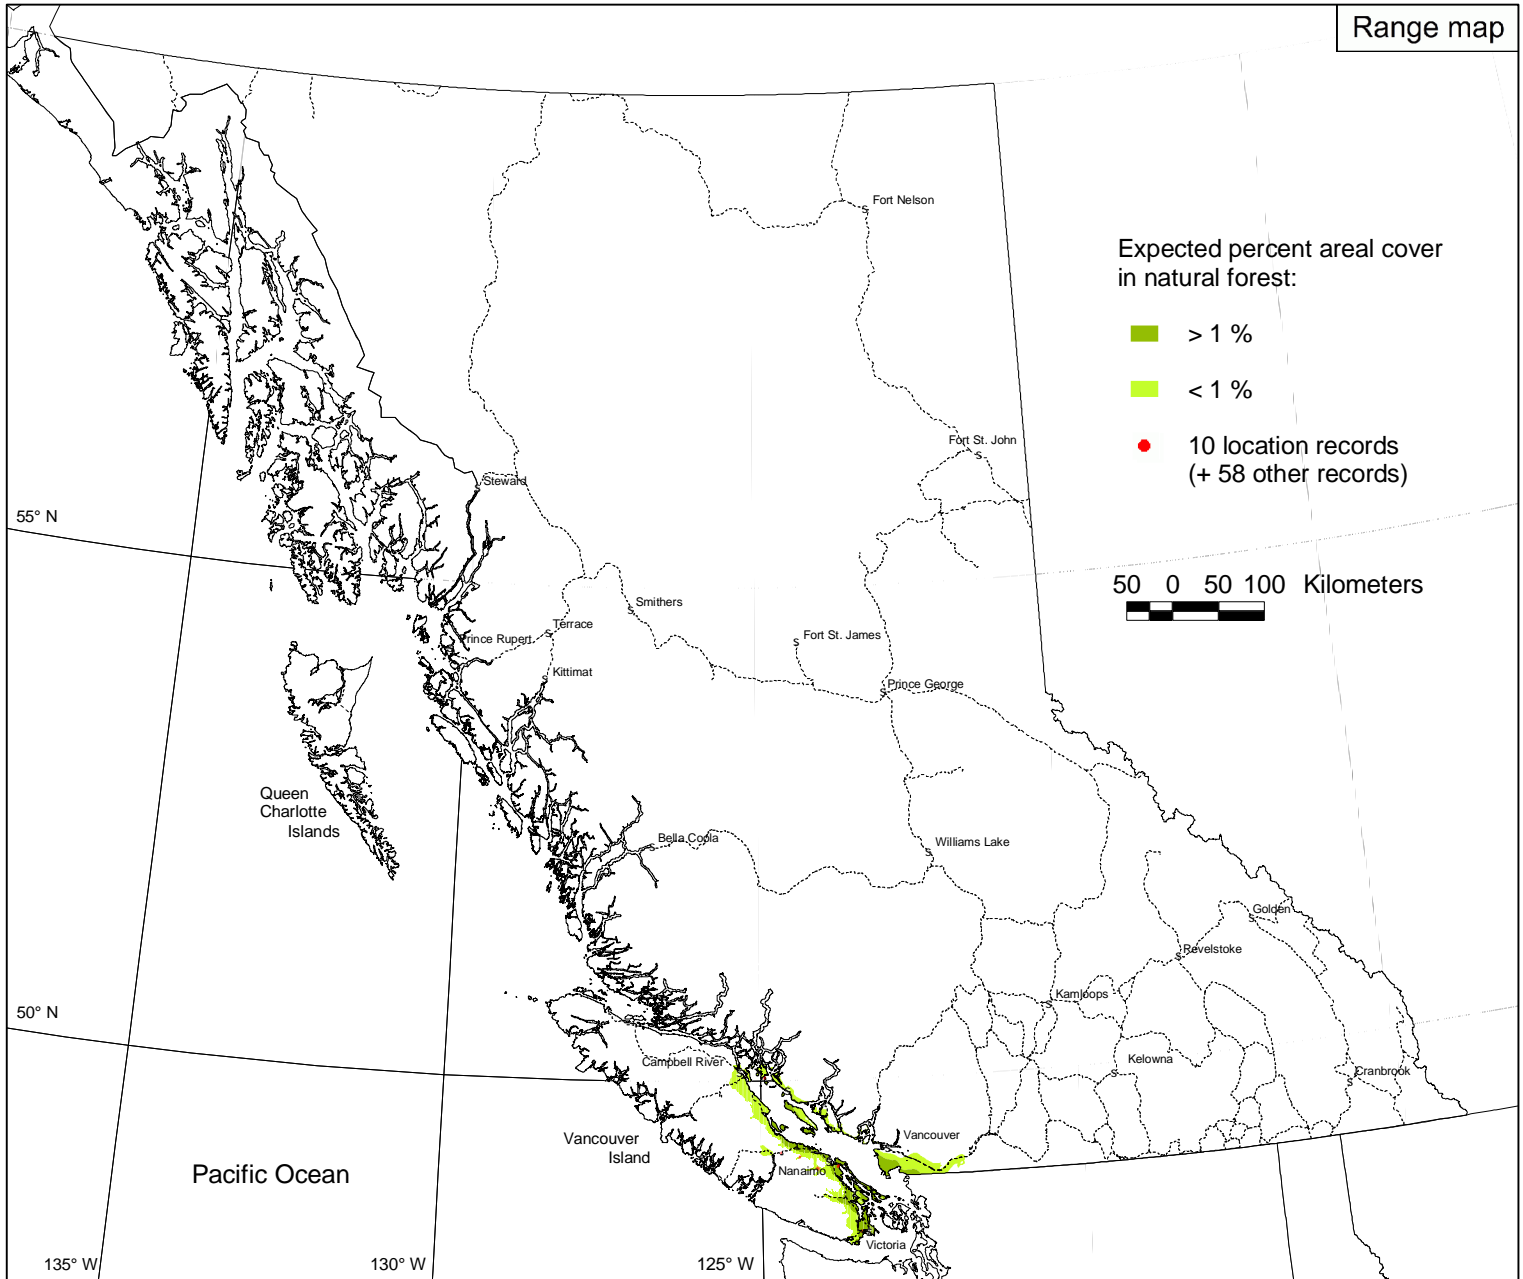 Range map
Fort Nelson
Expected percent areal cover
in natural forest:
> 1 %
< 1 %
10 location records
(+ 58 other records)
Fort St. John
Steward
55° N
50 0 50 100 Kilometers
Smithers
Terrace
Prince Rupert
Fort St. James
Kittimat
Prince George
Queen
Charlotte
Islands
Bella Coola
Williams Lake
Golden
Revelstoke
Kamloops
50° N
Campbell River
Kelowna
Cranbrook
Vancouver
Island
Vancouver
Pacific Ocean
Nanaimo
Victoria
135° W
130° W
125° W